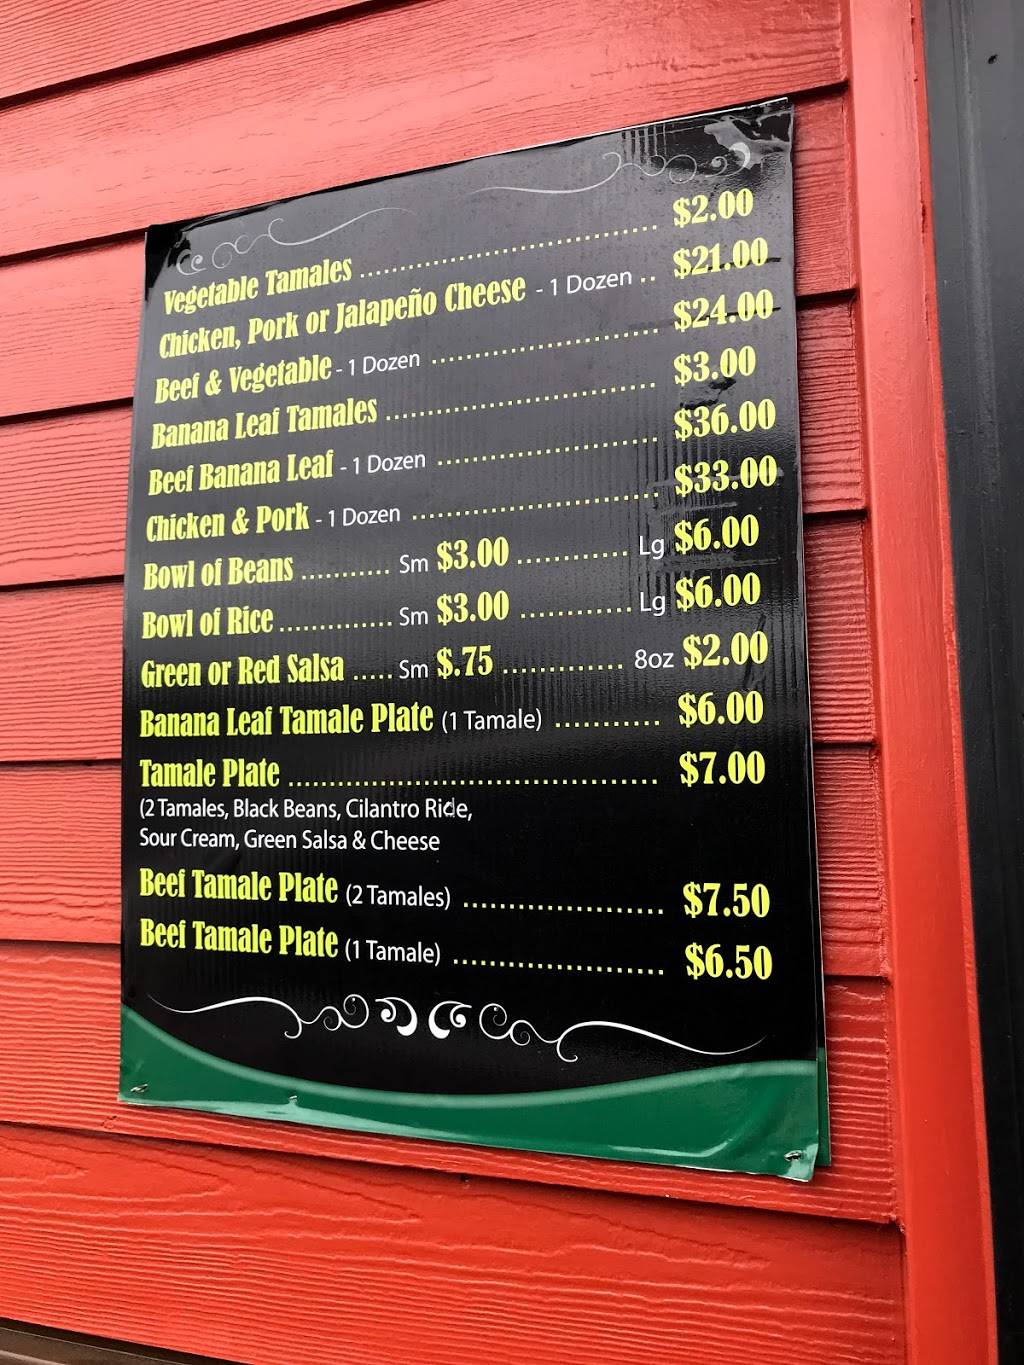 Vegetable Tamales ........ $2.00
Chicken, Pork or Jalapeño Cheese - 1 Dozen .. $21.00
Beef & Vegetable - 1 Dozen ........ $24.00
Banana Leaf Tamales ........ $3.00
Beef Banana Leaf - 1 Dozen ........ $36.00
Chicken & Pork - 1 Dozen ........ $33.00
Bowl of Beans ........ Sm $3.00 ........ Lg $6.00
Bowl of Rice ........ Sm $3.00 ........ Lg $6.00
Green or Red Salsa ..... Sm $.75 ........ 8oz $2.00
Banana Leaf Tamale Plate (1 Tamale) ........ $6.00
Tamale Plate ........ $7.00
(2 Tamales, Black Beans, Cilantro Ride,
Sour Cream, Green Salsa & Cheese
Beef Tamale Plate (2 Tamales) ........ $7.50
Beef Tamale Plate (1 Tamale) ........ $6.50